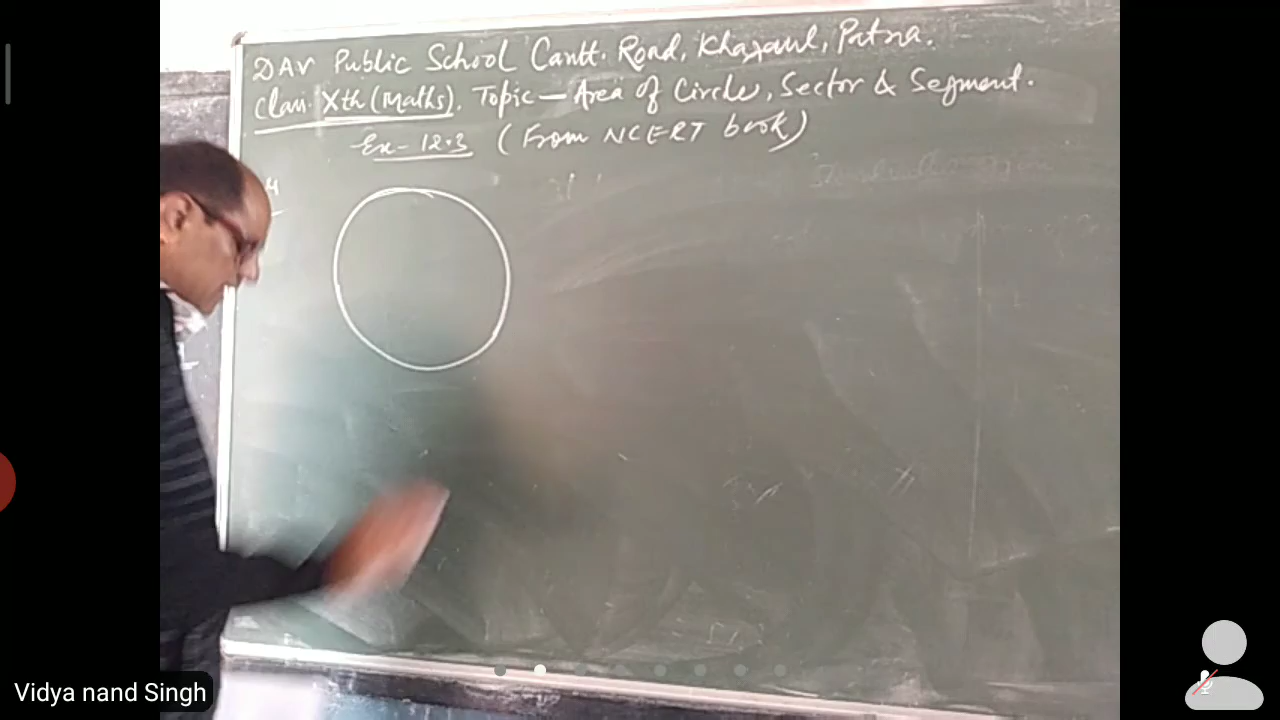 DAV Public School Cantt. Road, Khagaul, Patna.
Class: Xth (Maths). Topic — Area of Circle, Sector & Segment.
Ex- 12.3 (From NCERT book)
Vidya nand Singh